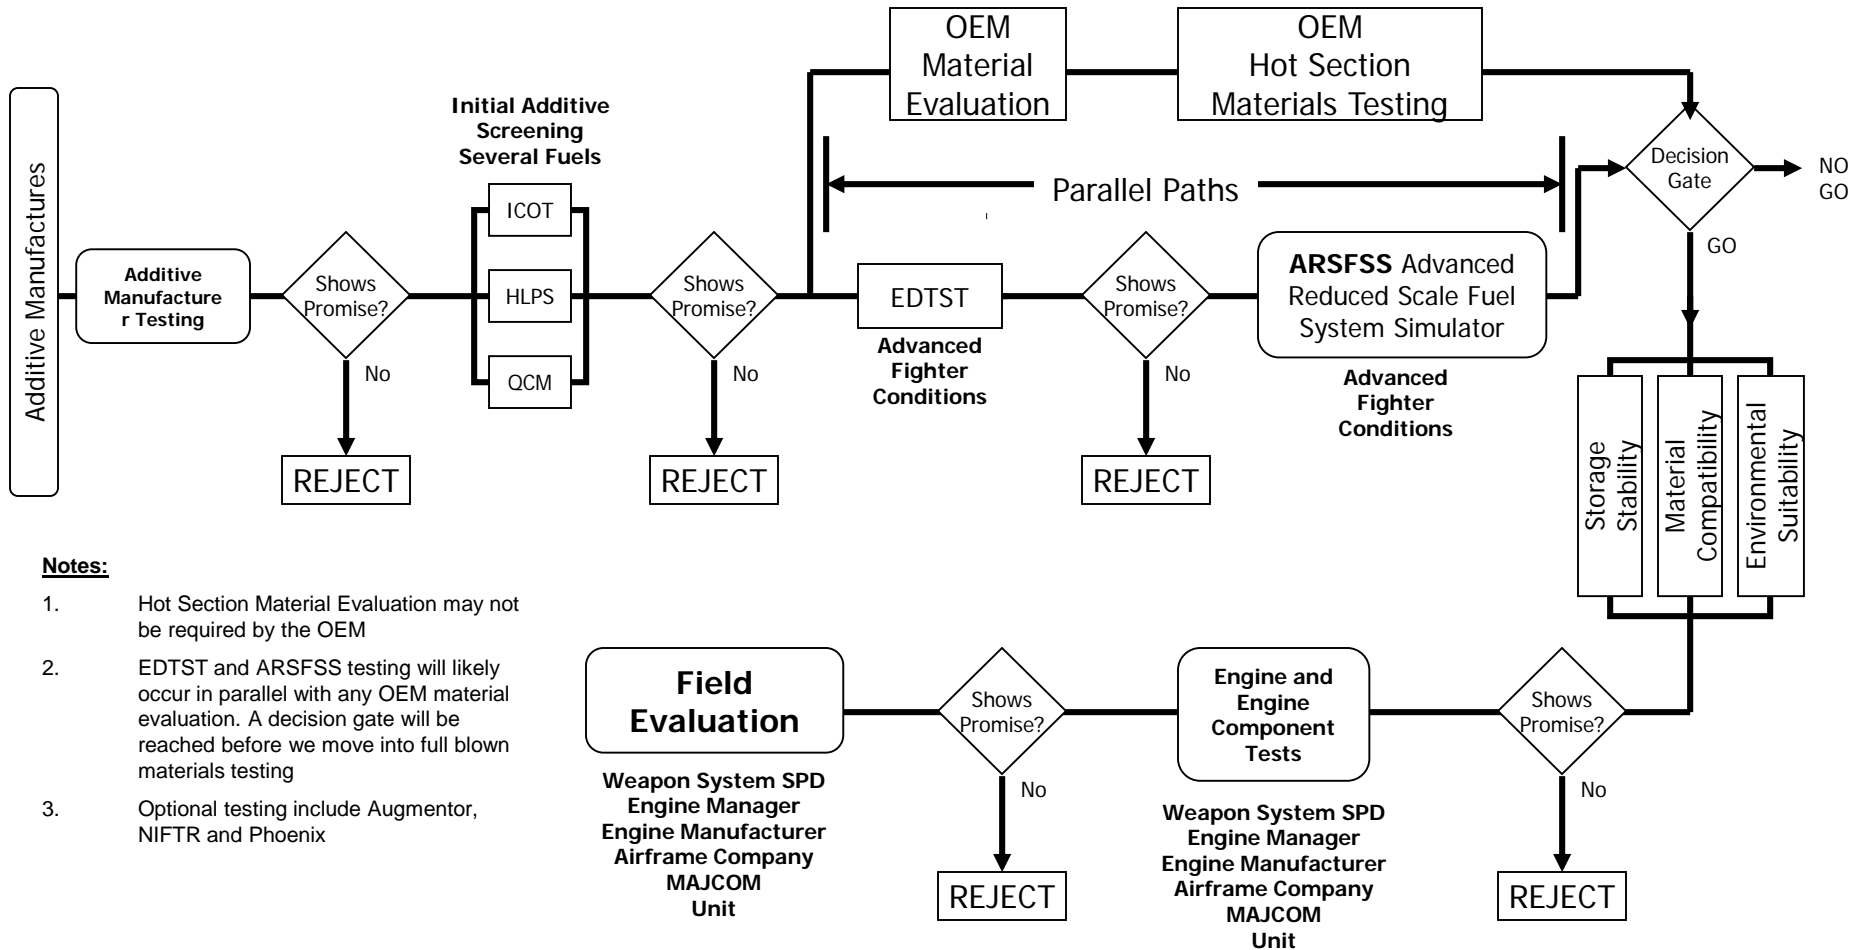 Additive Manufactures
Additive
Manufacture
r Testing
Shows
Promise?
No
REJECT
Initial Additive
Screening
Several Fuels
ICOT
HLPS
QCM
Shows
Promise?
No
REJECT
OEM
Material
Evaluation
OEM
Hot Section
Materials Testing
Parallel Paths
EDTST
Advanced
Fighter
Conditions
Shows
Promise?
No
REJECT
ARSFSS Advanced
Reduced Scale Fuel
System Simulator
Advanced
Fighter
Conditions
Decision
Gate
NO
GO
GO
Storage
Stability
Material
Compatibility
Environmental
Suitability
Shows
Promise?
No
REJECT
Engine and
Engine
Component
Tests
Weapon System SPD
Engine Manager
Engine Manufacturer
Airframe Company
MAJCOM
Unit
Shows
Promise?
No
REJECT
Field
Evaluation
Weapon System SPD
Engine Manager
Engine Manufacturer
Airframe Company
MAJCOM
Unit
Notes:
1. Hot Section Material Evaluation may not
be required by the OEM
2. EDTST and ARSFSS testing will likely
occur in parallel with any OEM material
evaluation. A decision gate will be
reached before we move into full blown
materials testing
3. Optional testing include Augmentor,
NIFTR and Phoenix